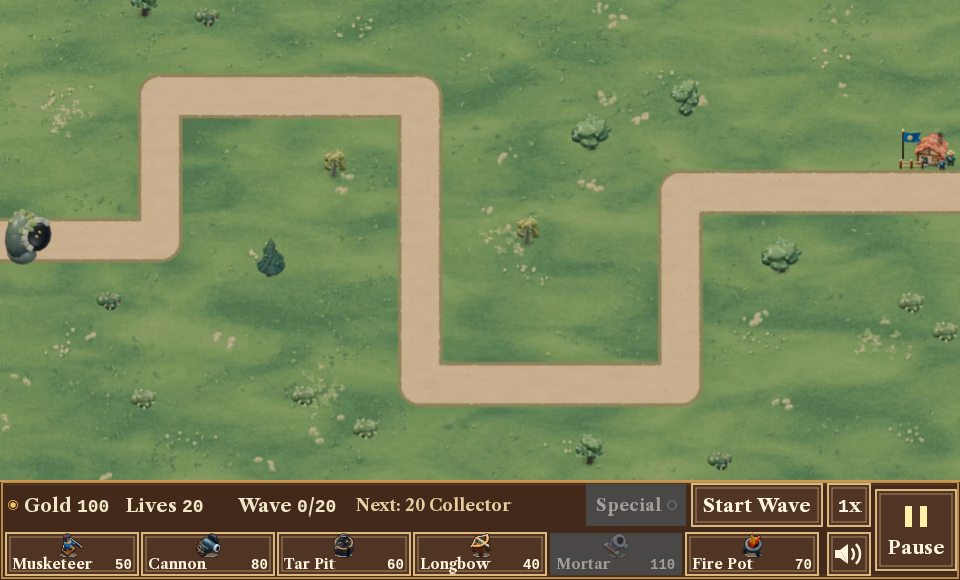 Gold 100 Lives 20 Wave 0/20 Next: 20 Collector Special Start Wave 1x
Pause
Musketeer 50 Cannon 80 Tar Pit 60 Longbow 40 Mortar 110 Fire Pot 70